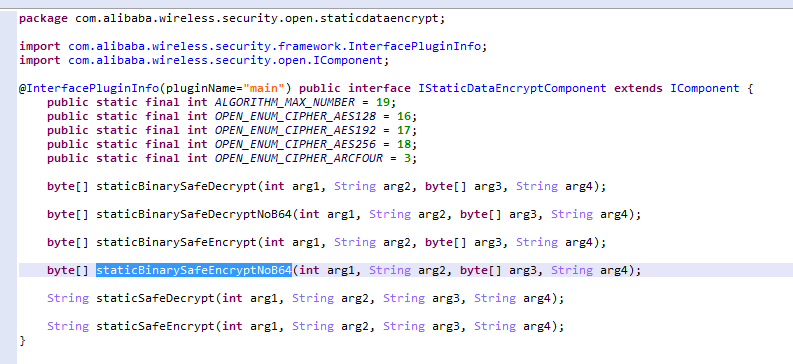 package com.alibaba.wireless.security.open.staticdataencrypt;
import com.alibaba.wireless.security.framework.InterfacePluginInfo;
import com.alibaba.wireless.security.open.IComponent;
@InterfacePluginInfo(pluginName="main") public interface IStaticDataEncryptComponent extends IComponent {
public static final int ALGORITHM_MAX_NUMBER = 19;
public static final int OPEN_ENUM_CIPHER_AES128 = 16;
public static final int OPEN_ENUM_CIPHER_AES192 = 17;
public static final int OPEN_ENUM_CIPHER_AES256 = 18;
public static final int OPEN_ENUM_CIPHER_ARCFOUR = 3;
byte[] staticBinarySafeDecrypt(int arg1, String arg2, byte[] arg3, String arg4);
byte[] staticBinarySafeDecryptNoB64(int arg1, String arg2, byte[] arg3, String arg4);
byte[] staticBinarySafeEncrypt(int arg1, String arg2, byte[] arg3, String arg4);
byte[] staticBinarySafeEncryptNoB64(int arg1, String arg2, byte[] arg3, String arg4);
String staticSafeDecrypt(int arg1, String arg2, String arg3, String arg4);
String staticSafeEncrypt(int arg1, String arg2, String arg3, String arg4);
}